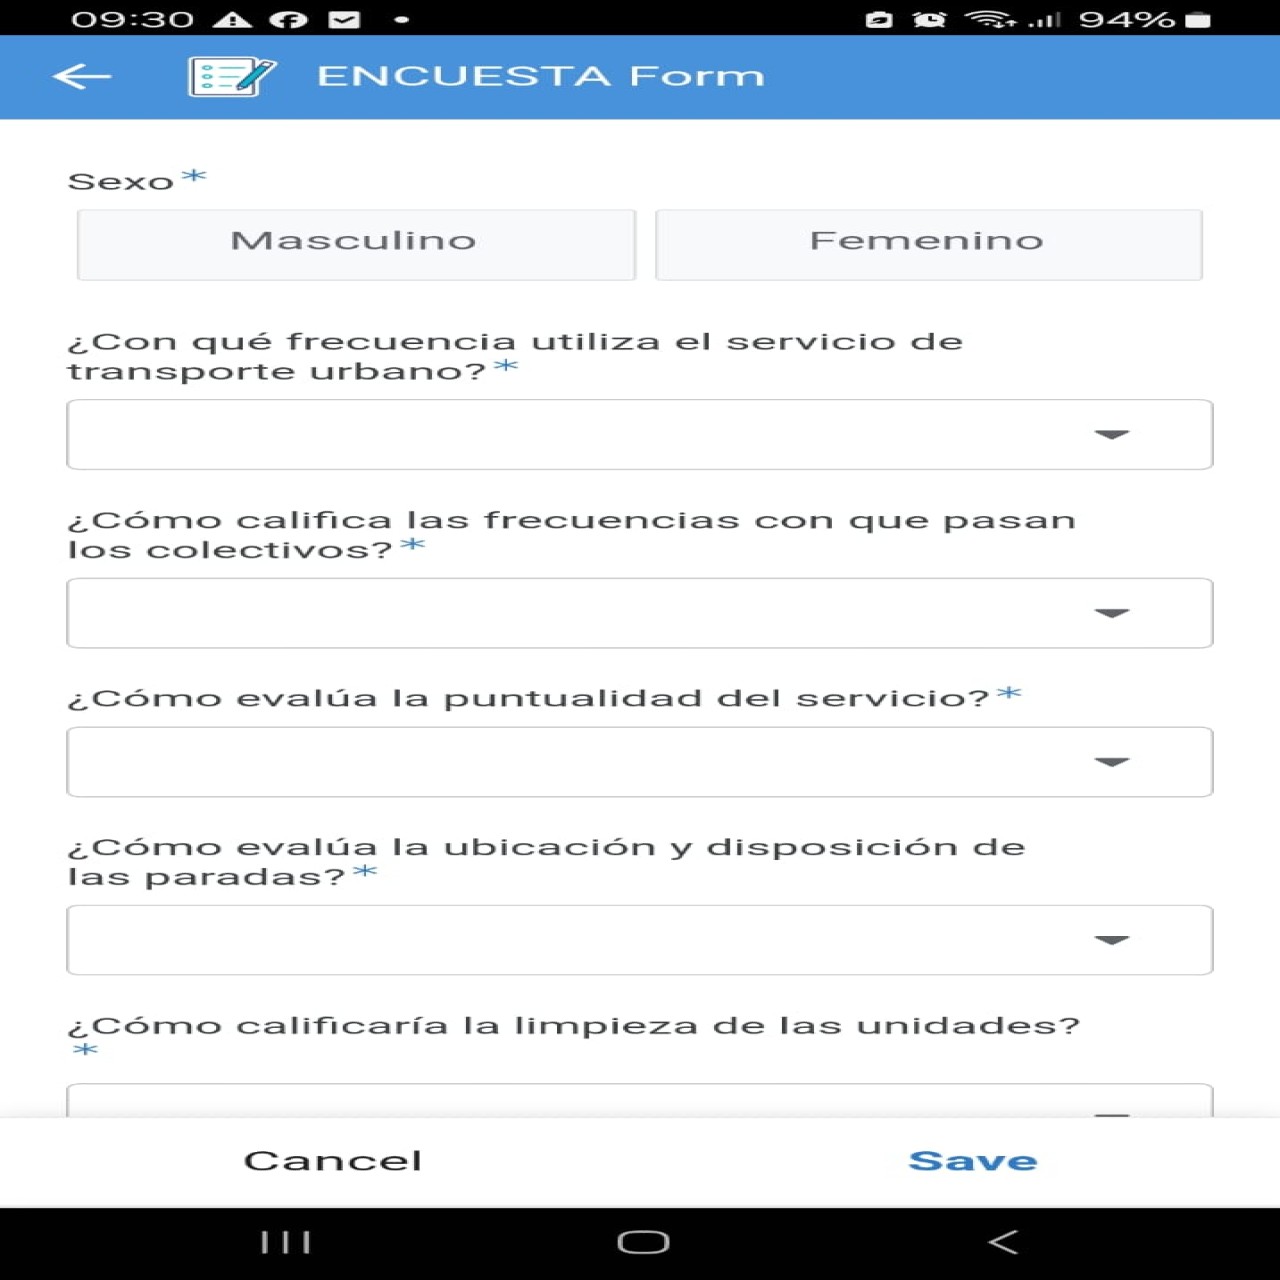 09:30
94%
ENCUESTA Form
Sexo*
Masculino
Femenino
¿Con qué frecuencia utiliza el servicio de
transporte urbano?*
¿Cómo califica las frecuencias con que pasan
los colectivos?*
¿Cómo evalúa la puntualidad del servicio?*
¿Cómo evalúa la ubicación y disposición de
las paradas?*
¿Cómo calificaría la limpieza de las unidades?
*
Cancel
Save